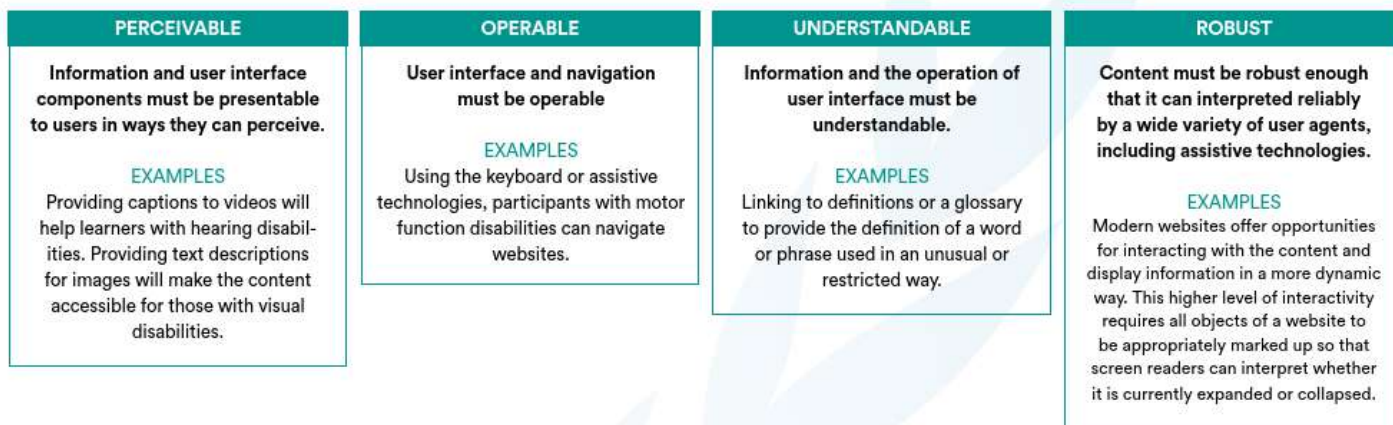 PERCEIVABLE
Information and user interface
components must be presentable
to users in ways they can perceive.
EXAMPLES
Providing captions to videos will
help learners with hearing disabil-
ities. Providing text descriptions
for images will make the content
accessible for those with visual
disabilities.
OPERABLE
User interface and navigation
must be operable
EXAMPLES
Using the keyboard or assistive
technologies, participants with motor
function disabilities can navigate
websites.
UNDERSTANDABLE
Information and the operation of
user interface must be
understandable.
EXAMPLES
Linking to definitions or a glossary
to provide the definition of a word
or phrase used in an unusual or
restricted way.
ROBUST
Content must be robust enough
that it can interpreted reliably
by a wide variety of user agents,
including assistive technologies.
EXAMPLES
Modern websites offer opportunities
for interacting with the content and
display information in a more dynamic
way. This higher level of interactivity
requires all objects of a website to
be appropriately marked up so that
screen readers can interpret whether
it is currently expanded or collapsed.